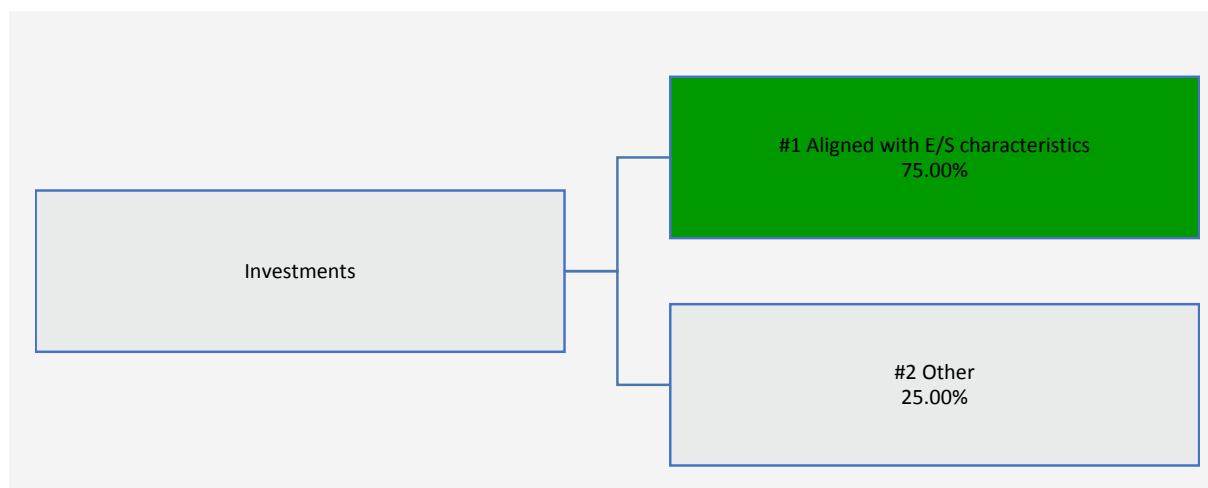 #1 Aligned with E/S characteristics
75.00%
Investments
#2 Other
25.00%